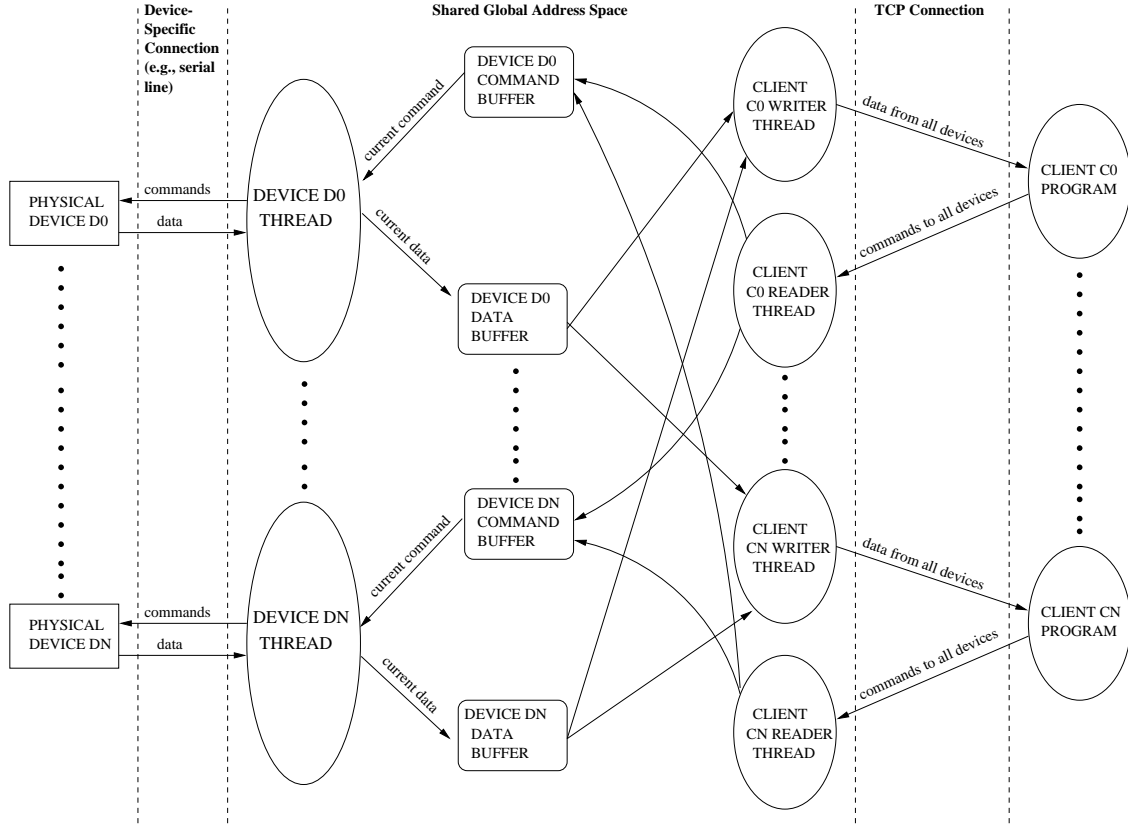 Device-
Specific
Connection
(e.g., serial
line)
Shared Global Address Space
TCP Connection
PHYSICAL
DEVICE D0
commands
data
DEVICE D0
THREAD
current command
current data
DEVICE D0
COMMAND
BUFFER
DEVICE D0
DATA
BUFFER
CLIENT
C0 WRITER
THREAD
CLIENT
C0 READER
THREAD
data from all devices
commands to all devices
CLIENT C0
PROGRAM
PHYSICAL
DEVICE DN
commands
data
DEVICE DN
THREAD
current command
current data
DEVICE DN
COMMAND
BUFFER
DEVICE DN
DATA
BUFFER
CLIENT
CN WRITER
THREAD
CLIENT
CN READER
THREAD
data from all devices
commands to all devices
CLIENT CN
PROGRAM